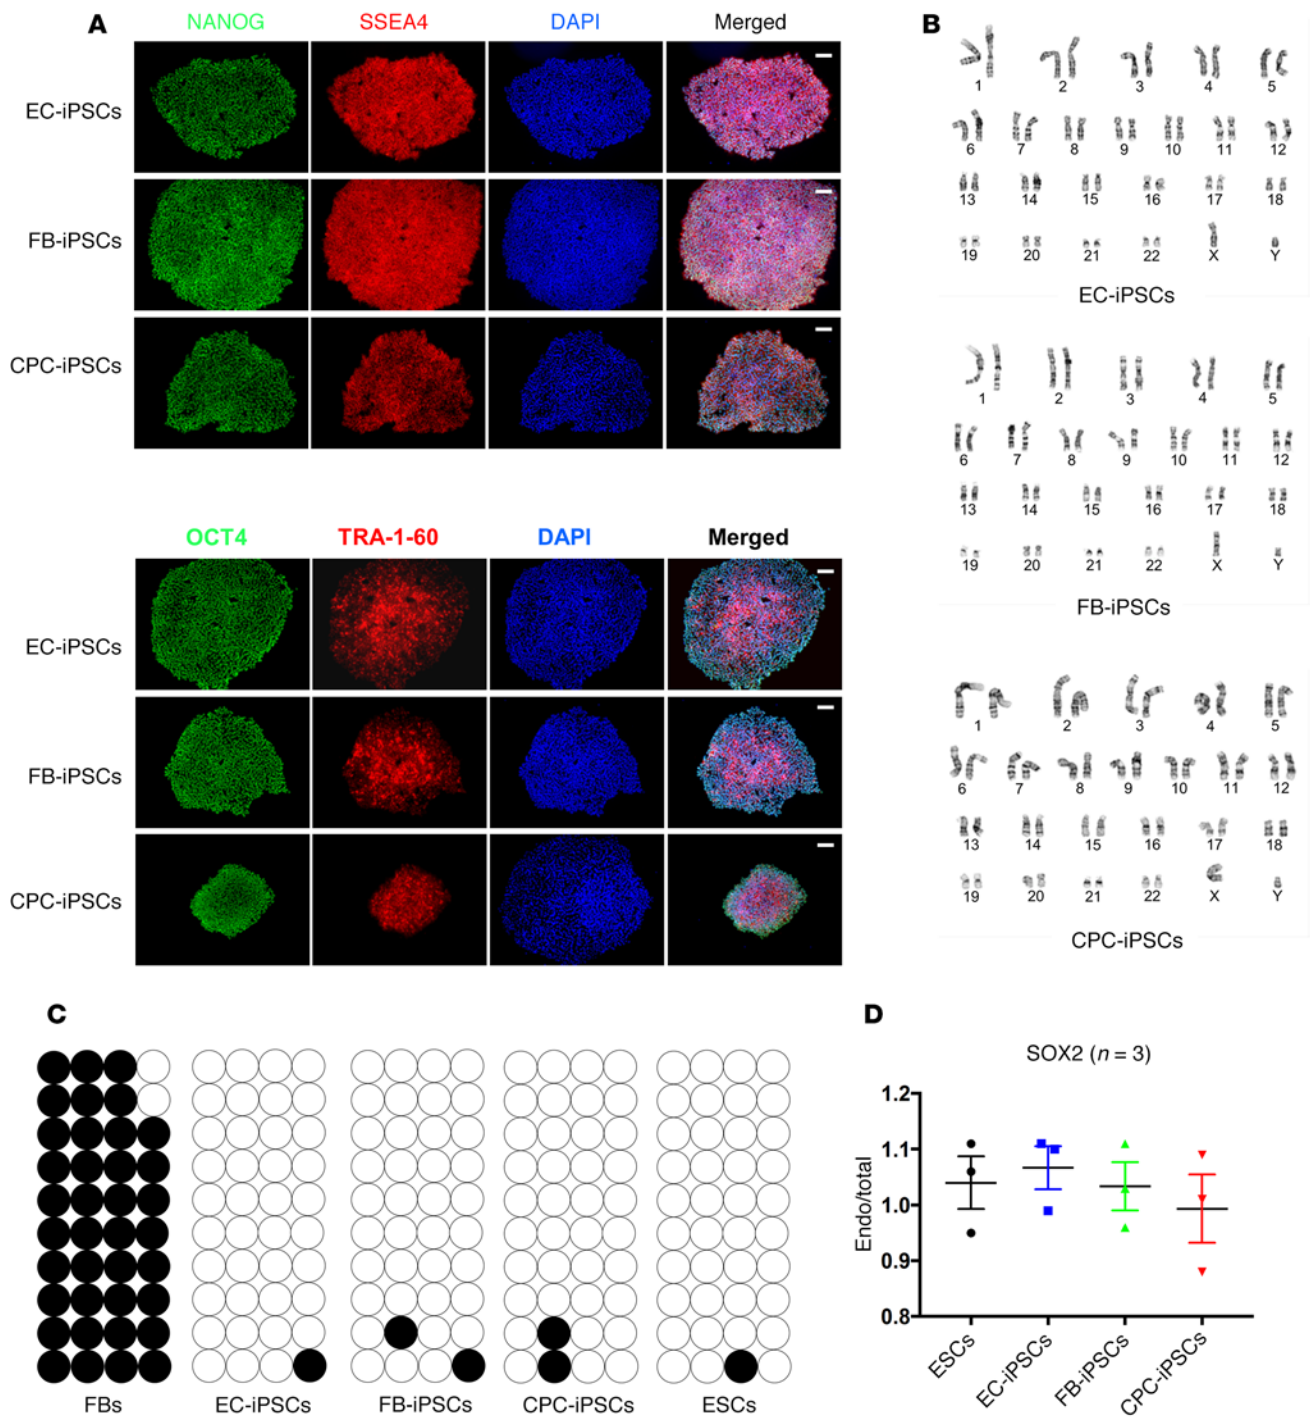 A
NANOG SSEA4 DAPI Merged
EC-iPSCs
FB-iPSCs
CPC-iPSCs
OCT4 TRA-1-60 DAPI Merged
EC-iPSCs
FB-iPSCs
CPC-iPSCs
B
1 2 3 4 5
6 7 8 9 10 11 12
13 14 15 16 17 18
19 20 21 22 X Y
EC-iPSCs
1 2 3 4 5
6 7 8 9 10 11 12
13 14 15 16 17 18
19 20 21 22 X Y
FB-iPSCs
1 2 3 4 5
6 7 8 9 10 11 12
13 14 15 16 17 18
19 20 21 22 X Y
CPC-iPSCs
C
FBs EC-iPSCs FB-iPSCs CPC-iPSCs ESCs
D
SOX2 (n = 3)
Endo/total
1.2
1.1
1.0
0.9
0.8
ESCs
EC-iPSCs
FB-iPSCs
CPC-iPSCs